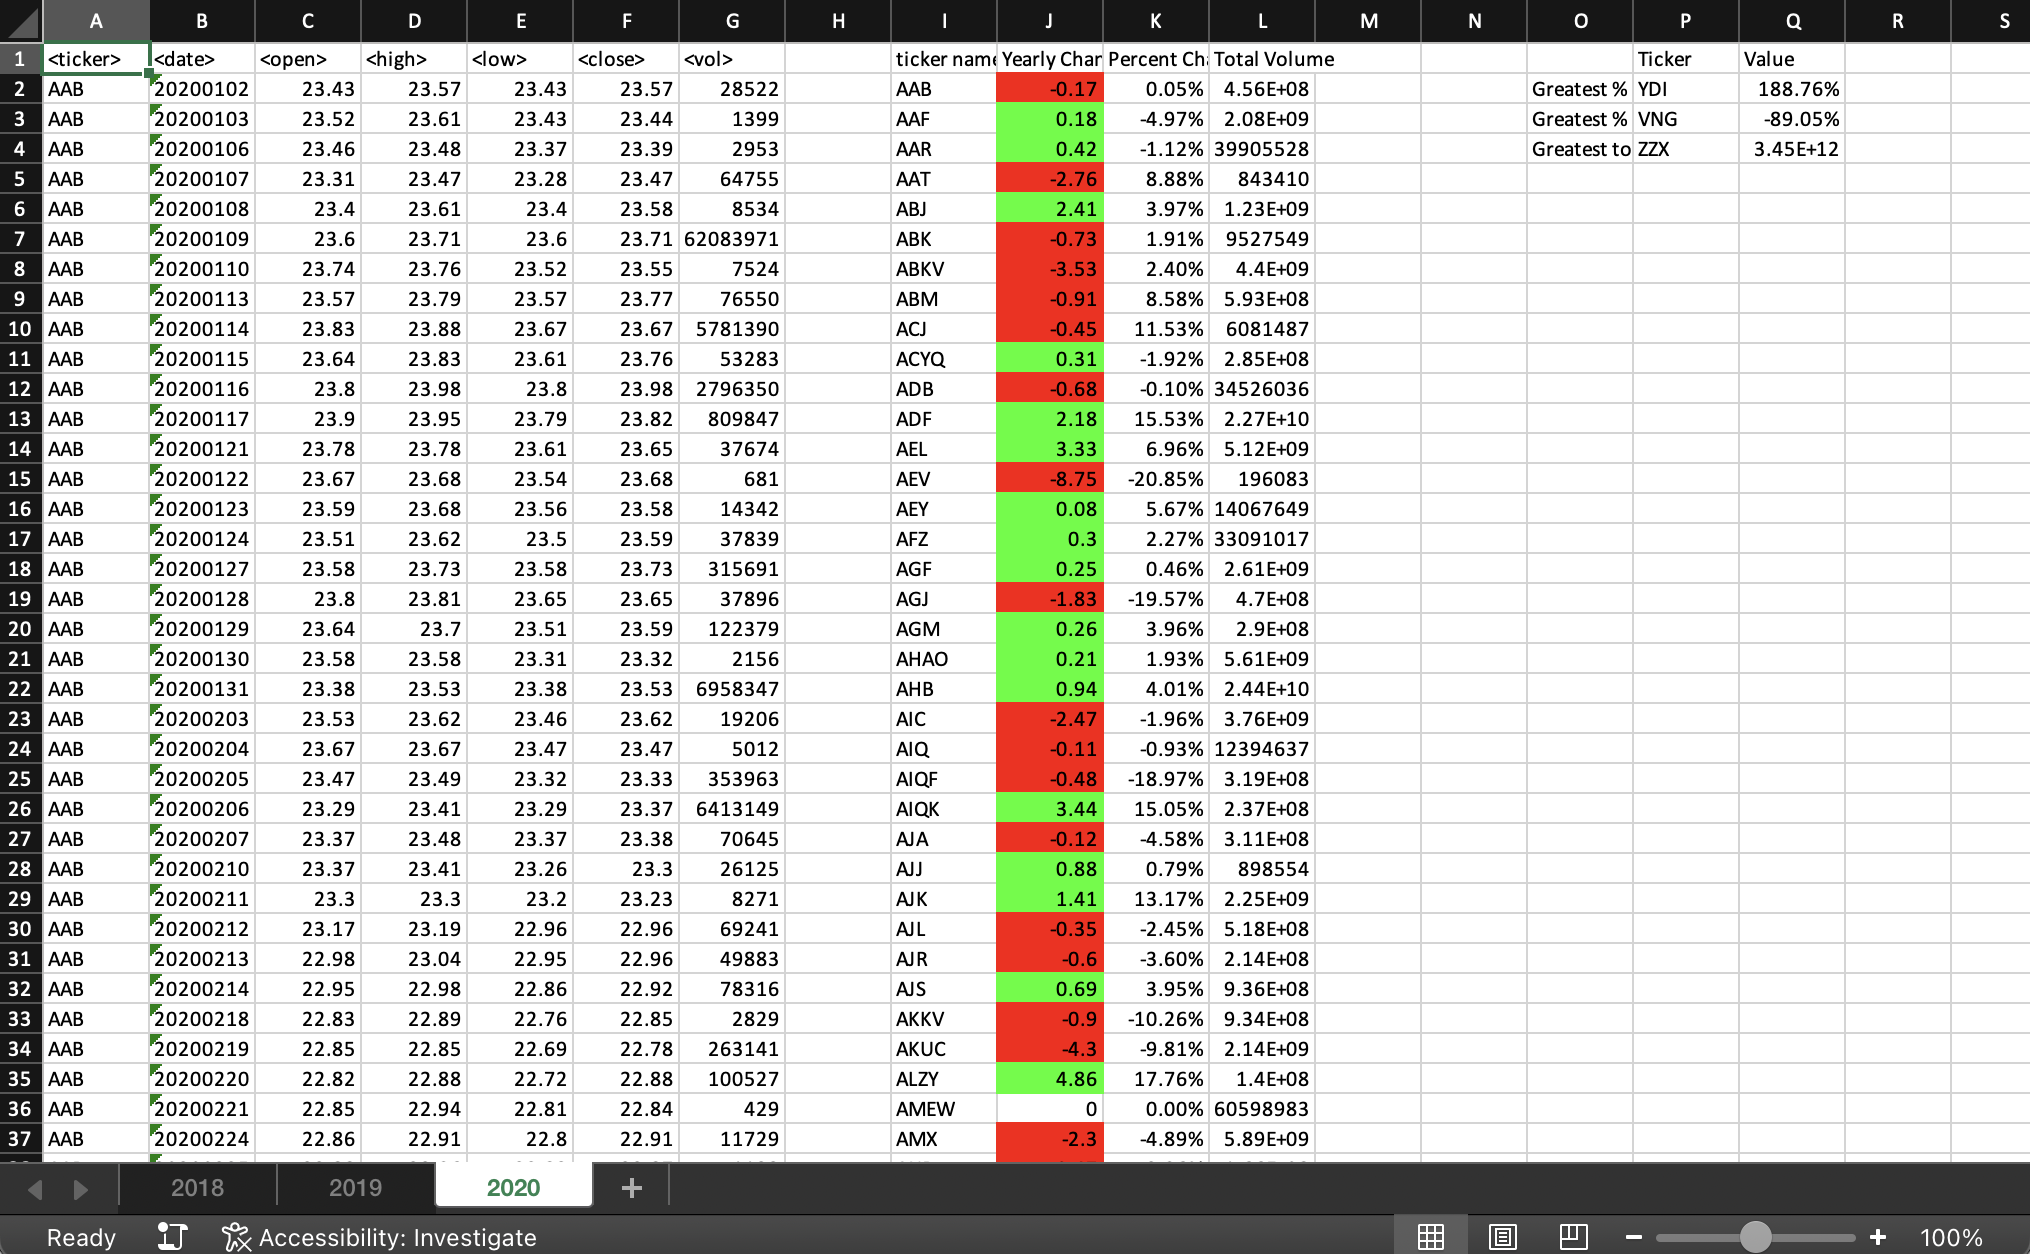 A B C D E F G H I J K L M N O P Q R S
1 <ticker> <date> <open> <high> <low> <close> <vol> ticker name Yearly Char Percent Ch Total Volume Ticker Value
2 AAB 20200102 23.43 23.57 23.43 23.57 28522 AAB -0.17 0.05% 4.56E+08 Greatest % YDI 188.76%
3 AAB 20200103 23.52 23.61 23.43 23.44 1399 AAF 0.18 -4.97% 2.08E+09 Greatest % VNG -89.05%
4 AAB 20200106 23.46 23.48 23.37 23.39 2953 AAR 0.42 -1.12% 39905528 Greatest to ZZX 3.45E+12
5 AAB 20200107 23.31 23.47 23.28 23.47 64755 AAT -2.76 8.88% 843410
6 AAB 20200108 23.4 23.61 23.4 23.58 8534 ABJ 2.41 3.97% 1.23E+09
7 AAB 20200109 23.6 23.71 23.6 23.71 62083971 ABK -0.73 1.91% 9527549
8 AAB 20200110 23.74 23.76 23.52 23.55 7524 ABKV -3.53 2.40% 4.4E+09
9 AAB 20200113 23.57 23.79 23.57 23.77 76550 ABM -0.91 8.58% 5.93E+08
10 AAB 20200114 23.83 23.88 23.67 23.67 5781390 ACJ -0.45 11.53% 6081487
11 AAB 20200115 23.64 23.83 23.61 23.76 53283 ACYQ 0.31 -1.92% 2.85E+08
12 AAB 20200116 23.8 23.98 23.8 23.98 2796350 ADB -0.68 -0.10% 34526036
13 AAB 20200117 23.9 23.95 23.79 23.82 809847 ADF 2.18 15.53% 2.27E+10
14 AAB 20200121 23.78 23.78 23.61 23.65 37674 AEL 3.33 6.96% 5.12E+09
15 AAB 20200122 23.67 23.68 23.54 23.68 681 AEV -8.75 -20.85% 196083
16 AAB 20200123 23.59 23.68 23.56 23.58 14342 AEY 0.08 5.67% 14067649
17 AAB 20200124 23.51 23.62 23.5 23.59 37839 AFZ 0.3 2.27% 33091017
18 AAB 20200127 23.58 23.73 23.58 23.73 315691 AGF 0.25 0.46% 2.61E+09
19 AAB 20200128 23.8 23.81 23.65 23.65 37896 AGJ -1.83 -19.57% 4.7E+08
20 AAB 20200129 23.64 23.7 23.51 23.59 122379 AGM 0.26 3.96% 2.9E+08
21 AAB 20200130 23.58 23.58 23.31 23.32 2156 AHAO 0.21 1.93% 5.61E+09
22 AAB 20200131 23.38 23.53 23.38 23.53 6958347 AHB 0.94 4.01% 2.44E+10
23 AAB 20200203 23.53 23.62 23.46 23.62 19206 AIC -2.47 -1.96% 3.76E+09
24 AAB 20200204 23.67 23.67 23.47 23.47 5012 AIQ -0.11 -0.93% 12394637
25 AAB 20200205 23.47 23.49 23.32 23.33 353963 AIQF -0.48 -18.97% 3.19E+08
26 AAB 20200206 23.29 23.41 23.29 23.37 6413149 AIQK 3.44 15.05% 2.37E+08
27 AAB 20200207 23.37 23.48 23.37 23.38 70645 AJA -0.12 -4.58% 3.11E+08
28 AAB 20200210 23.37 23.41 23.26 23.3 26125 AJJ 0.88 0.79% 898554
29 AAB 20200211 23.3 23.3 23.2 23.23 8271 AJK 1.41 13.17% 2.25E+09
30 AAB 20200212 23.17 23.19 22.96 22.96 69241 AJL -0.35 -2.45% 5.18E+08
31 AAB 20200213 22.98 23.04 22.95 22.96 49883 AJR -0.6 -3.60% 2.14E+08
32 AAB 20200214 22.95 22.98 22.86 22.92 78316 AJS 0.69 3.95% 9.36E+08
33 AAB 20200218 22.83 22.89 22.76 22.85 2829 AKKV -0.9 -10.26% 9.34E+08
34 AAB 20200219 22.85 22.85 22.69 22.78 263141 AKUC -4.3 -9.81% 2.14E+09
35 AAB 20200220 22.82 22.88 22.72 22.88 100527 ALZY 4.86 17.76% 1.4E+08
36 AAB 20200221 22.85 22.94 22.81 22.84 429 AMEW 0 0.00% 60598983
37 AAB 20200224 22.86 22.91 22.8 22.91 11729 AMX -2.3 -4.89% 5.89E+09
2018 2019 2020 +
Ready Accessibility: Investigate 100%